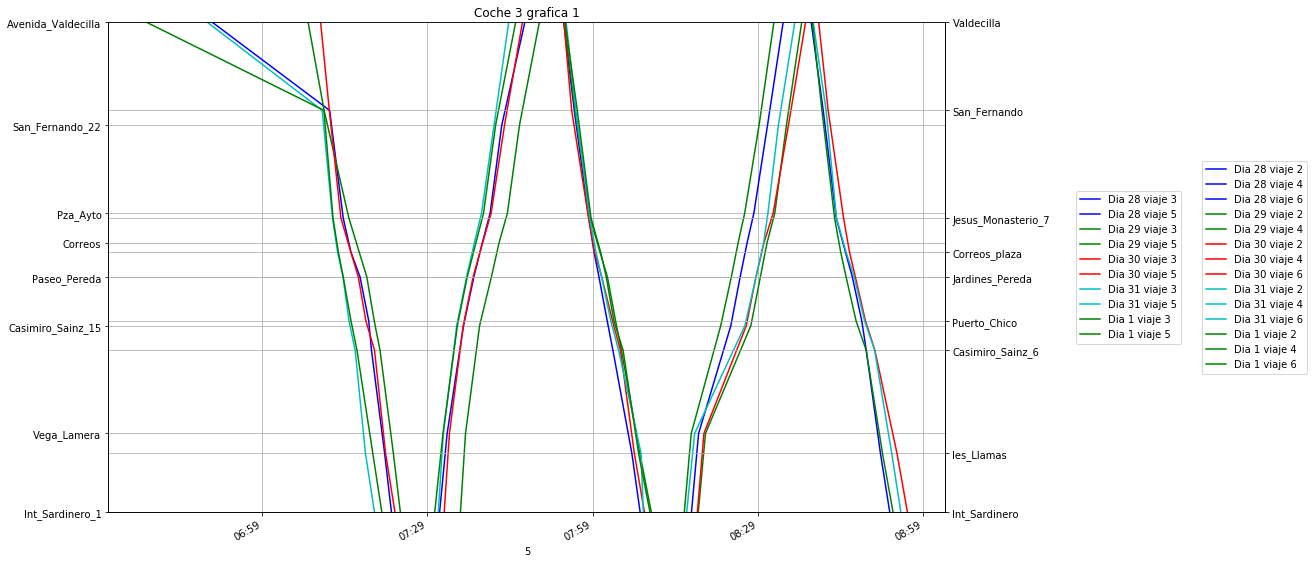 Coche 3 grafica 1
Avenida_Valdecilla
San_Fernando_22
Pza_Ayto
Correos
Paseo_Pereda
Casimiro_Sainz_15
Vega_Lamera
Int_Sardinero_1
Valdecilla
San_Fernando
Jesus_Monasterio_7
Correos_plaza
Jardines_Pereda
Puerto_Chico
Casimiro_Sainz_6
Ies_Llamas
Int_Sardinero
06:59
07:29
07:59
08:29
08:59
5
Dia 28 viaje 3
Dia 28 viaje 5
Dia 29 viaje 3
Dia 29 viaje 5
Dia 30 viaje 3
Dia 30 viaje 5
Dia 31 viaje 3
Dia 31 viaje 5
Dia 1 viaje 3
Dia 1 viaje 5
Dia 28 viaje 2
Dia 28 viaje 4
Dia 28 viaje 6
Dia 29 viaje 2
Dia 29 viaje 4
Dia 30 viaje 2
Dia 30 viaje 4
Dia 30 viaje 6
Dia 31 viaje 2
Dia 31 viaje 4
Dia 31 viaje 6
Dia 1 viaje 2
Dia 1 viaje 4
Dia 1 viaje 6